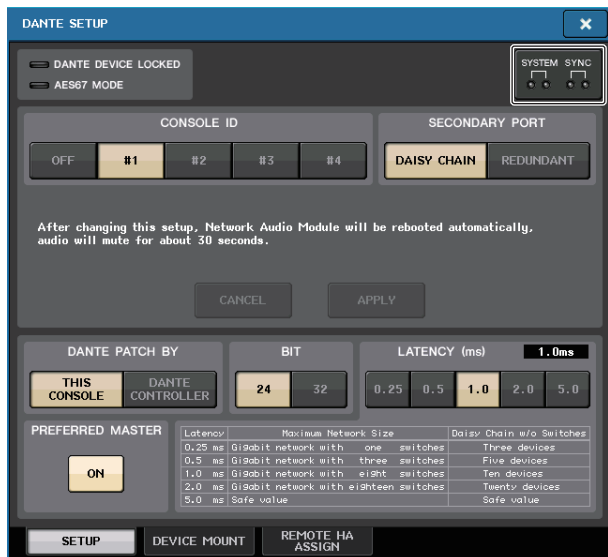 DANTE SETUP
×
DANTE DEVICE LOCKED
AES67 MODE
SYSTEM SYNC
CONSOLE ID
OFF #1 #2 #3 #4
SECONDARY PORT
DAISY CHAIN REDUNDANT
After changing this setup, Network Audio Module will be rebooted automatically,
audio will mute for about 30 seconds.
CANCEL APPLY
DANTE PATCH BY
THIS CONSOLE
DANTE CONTROLLER
BIT
24 32
LATENCY (ms) 1.0ms
0.25 0.5 1.0 2.0 5.0
PREFERRED MASTER
ON
Latency Maximum Network Size Daisy Chain w/o Switches
0.25 ms Gigabit network with one switches Three devices
0.5 ms Gigabit network with three switches Five devices
1.0 ms Gigabit network with eight switches Ten devices
2.0 ms Gigabit network with eighteen switches Twenty devices
5.0 ms Safe value Safe value
SETUP DEVICE MOUNT REMOTE HA ASSIGN